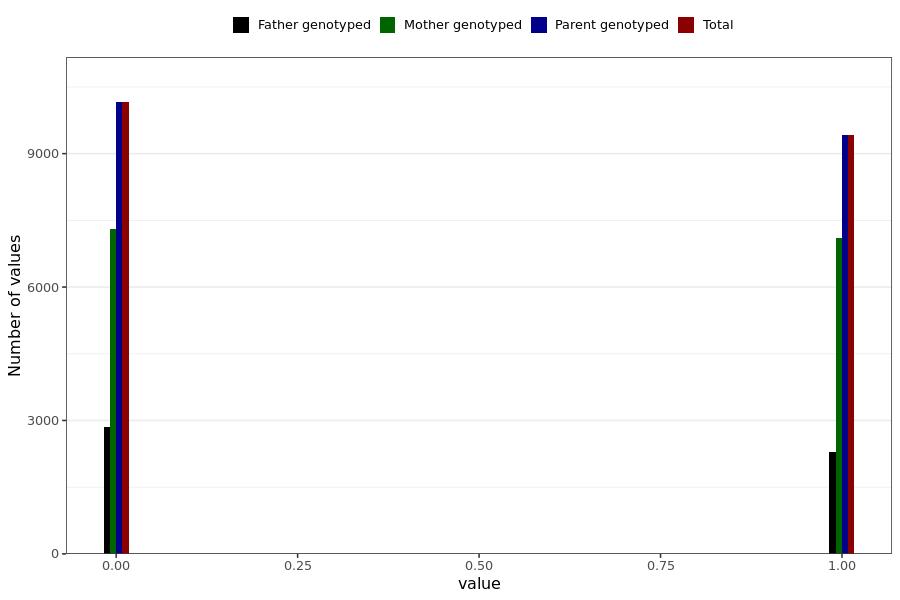 Father genotyped Mother genotyped Parent genotyped Total
Number of values
9000
6000
3000
0
0.00 0.25 0.50 0.75 1.00
value